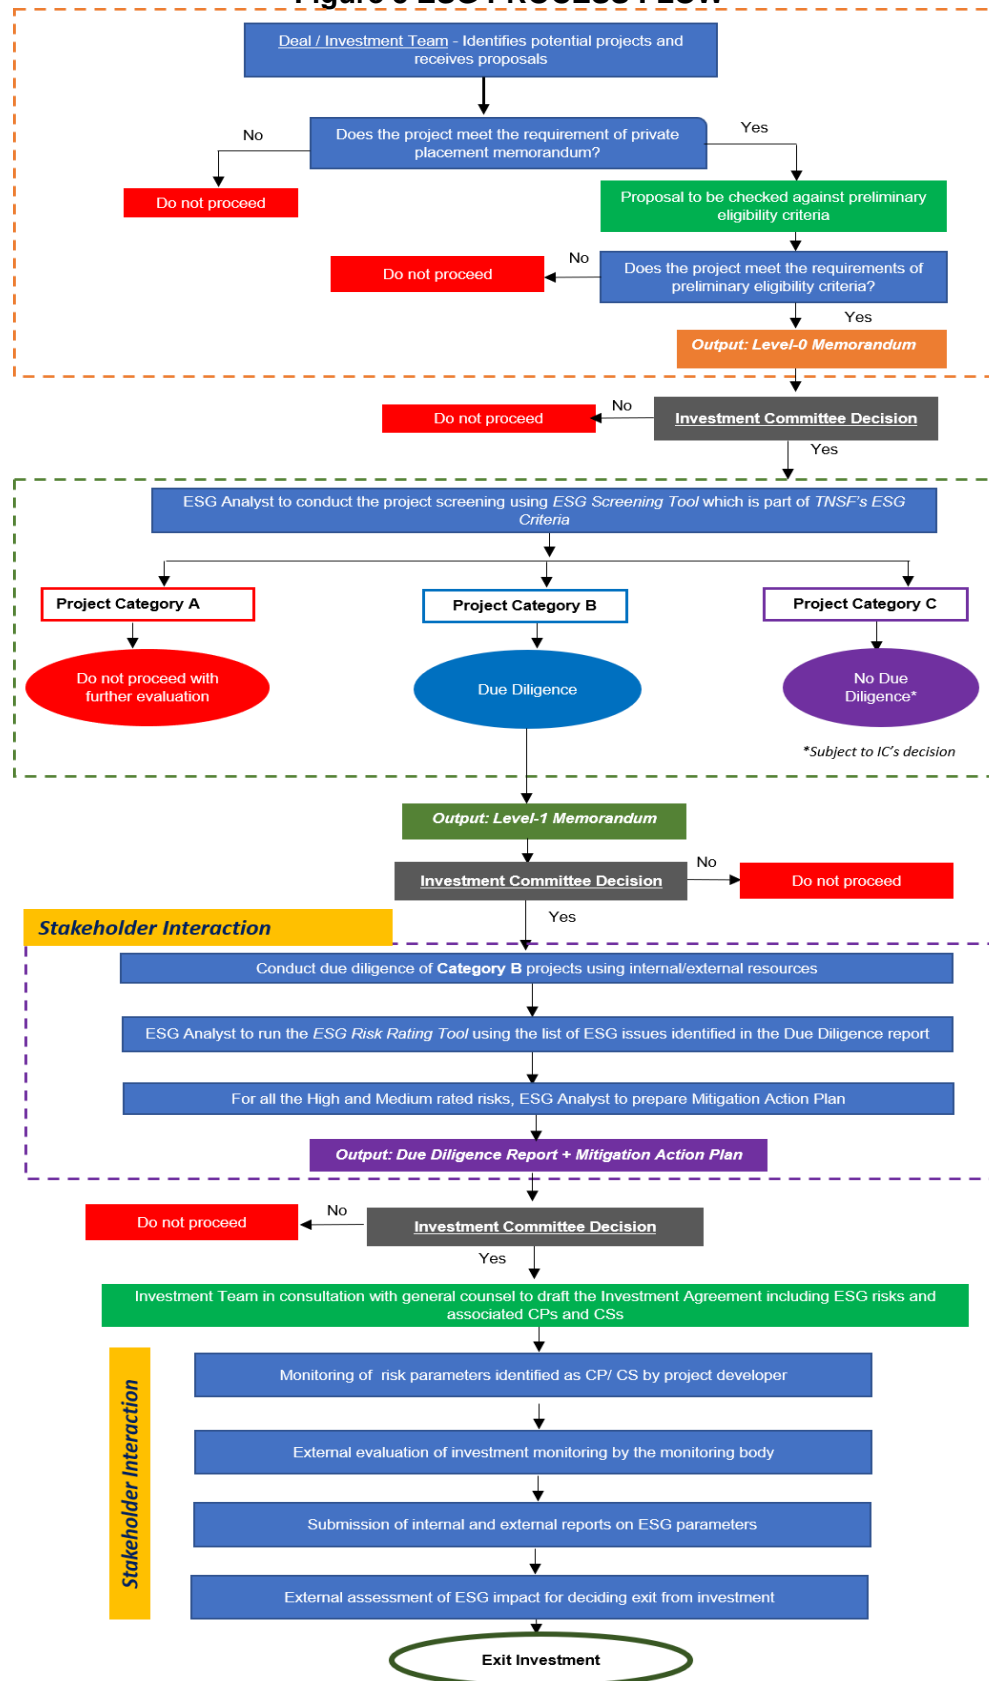 Figure 3 ESG PROCESS FLOW
Deal / Investment Team - Identifies potential projects and
receives proposals
No
Does the project meet the requirement of private
placement memorandum?
Yes
Do not proceed
Proposal to be checked against preliminary
eligibility criteria
No
Do not proceed
Does the project meet the requirements of
preliminary eligibility criteria?
Yes
Output: Level-0 Memorandum
No
Do not proceed
Investment Committee Decision
Yes
ESG Analyst to conduct the project screening using ESG Screening Tool which is part of TNSF's ESG
Criteria
Project Category A
Project Category B
Project Category C
Do not proceed with
further evaluation
Due Diligence
No Due
Diligence*
*Subject to IC's decision
Output: Level-1 Memorandum
Investment Committee Decision
No
Do not proceed
Yes
Stakeholder Interaction
Conduct due diligence of Category B projects using internal/external resources
ESG Analyst to run the ESG Risk Rating Tool using the list of ESG issues identified in the Due Diligence report
For all the High and Medium rated risks, ESG Analyst to prepare Mitigation Action Plan
Output: Due Diligence Report + Mitigation Action Plan
Do not proceed
No
Investment Committee Decision
Yes
Investment Team in consultation with general counsel to draft the Investment Agreement including ESG risks and
associated CPs and CSs
Stakeholder Interaction
Monitoring of risk parameters identified as CP/ CS by project developer
External evaluation of investment monitoring by the monitoring body
Submission of internal and external reports on ESG parameters
External assessment of ESG impact for deciding exit from investment
Exit Investment